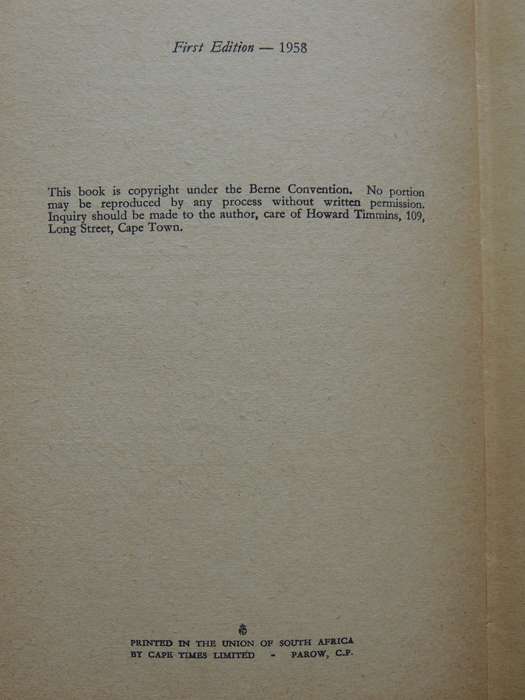 First Edition — 1958
This book is copyright under the Berne Convention. No portion
may be reproduced by any process without written permission.
Inquiry should be made to the author, care of Howard Timmins, 109,
Long Street, Cape Town.
PRINTED IN THE UNION OF SOUTH AFRICA
BY CAPE TIMES LIMITED - PAROW, C.P.